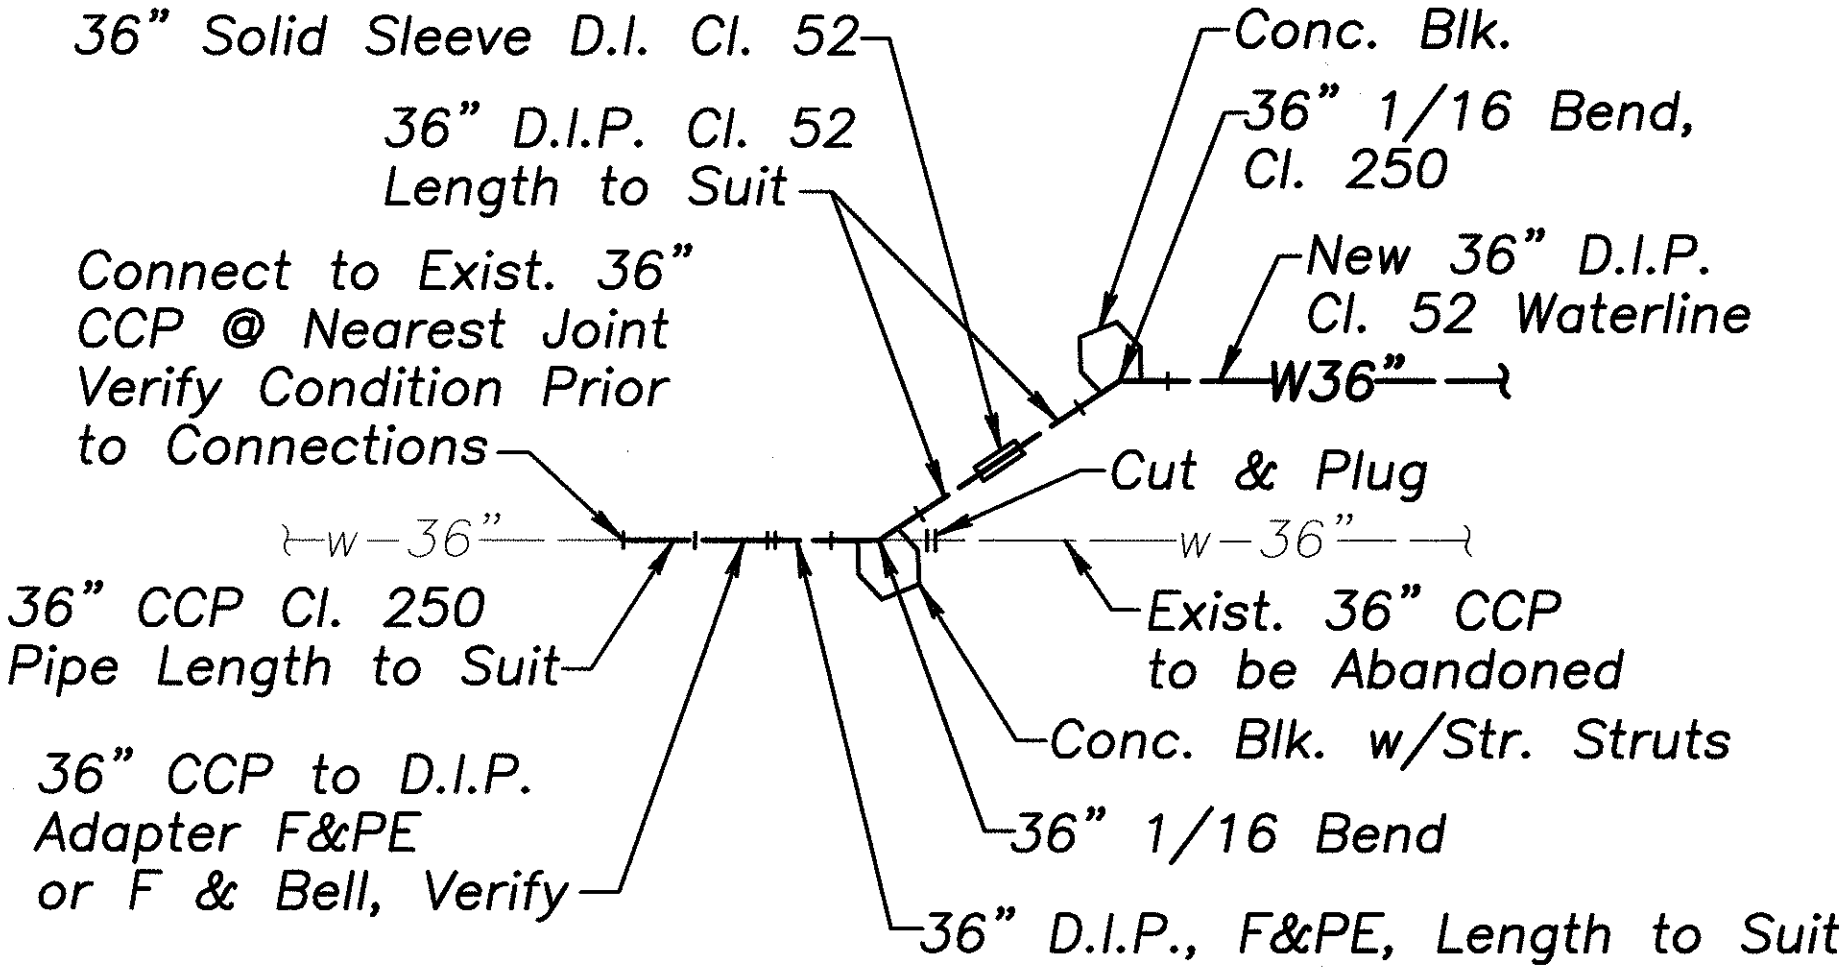 36” Solid Sleeve D.I. Cl. 52
Conc. Blk.
36” D.I.P. Cl. 52
Length to Suit
36” 1/16 Bend,
Cl. 250
Connect to Exist. 36”
CCP @ Nearest Joint
Verify Condition Prior
to Connections
New 36” D.I.P.
Cl. 52 Waterline
W36”
Cut & Plug
w-36”
w-36”
36” CCP Cl. 250
Pipe Length to Suit
Exist. 36” CCP
to be Abandoned
Conc. Blk. w/Str. Struts
36” CCP to D.I.P.
Adapter F&PE
or F & Bell, Verify
36” 1/16 Bend
36” D.I.P., F&PE, Length to Suit